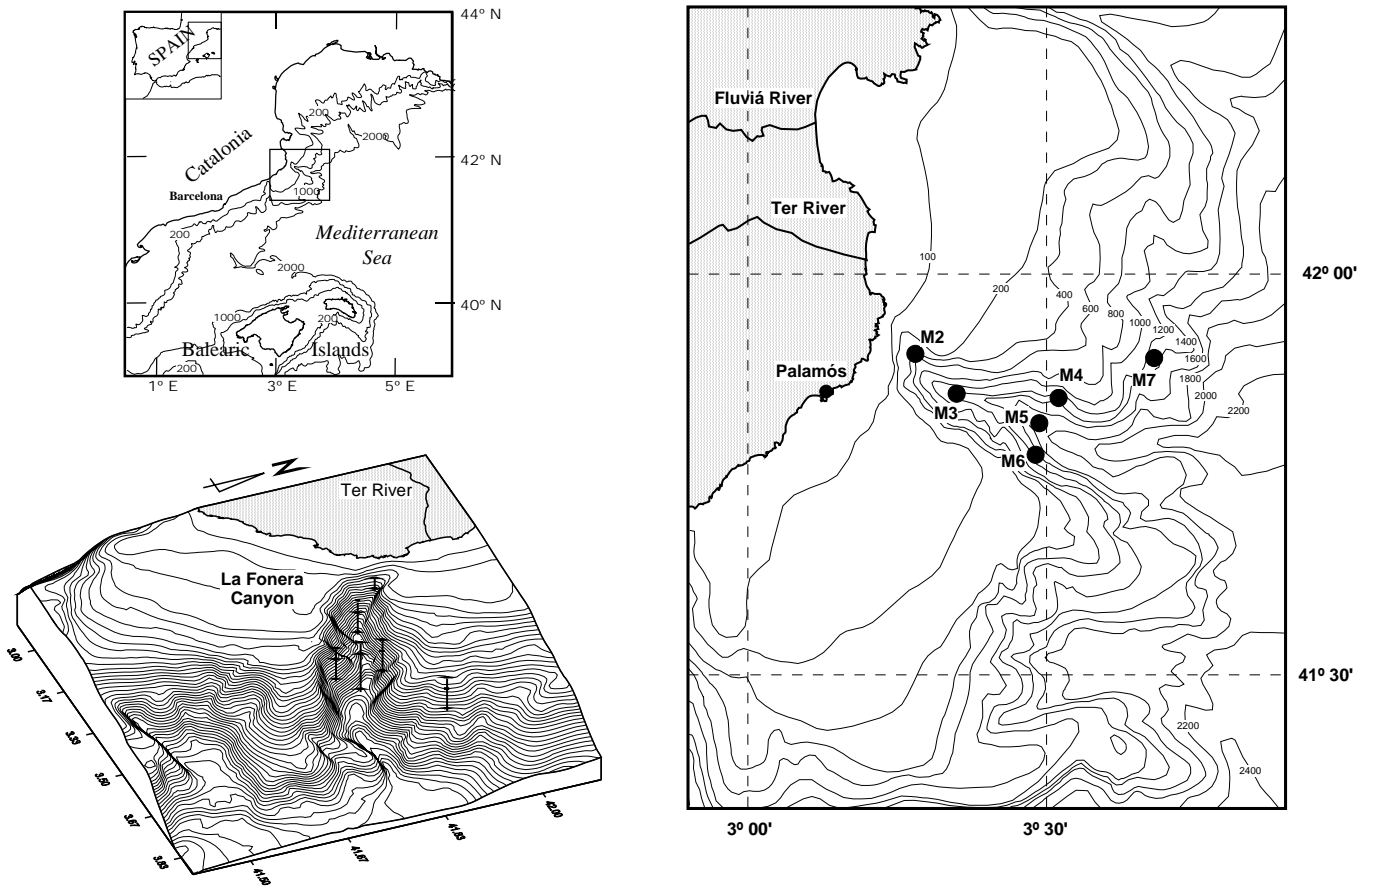 44º N
SPAIN
200
2000
Catalonia
42º N
1000
Barcelona
200
Mediterranean
Sea
2000
40º N
1000
200
Balearic
Islands
200
1º E
3º E
5º E
Fluviá River
Ter River
100
42º 00'
200
400
600
800
1000
1200
1400
1600
1800
2000
2200
M2
Palamós
M4
M7
M3
M5
M6
41º 30'
2200
2400
3º 00'
3º 30'
N
Ter River
La Fonera
Canyon
3.00
3.17
3.33
3.50
3.67
3.83
41.50
41.67
41.83
42.00